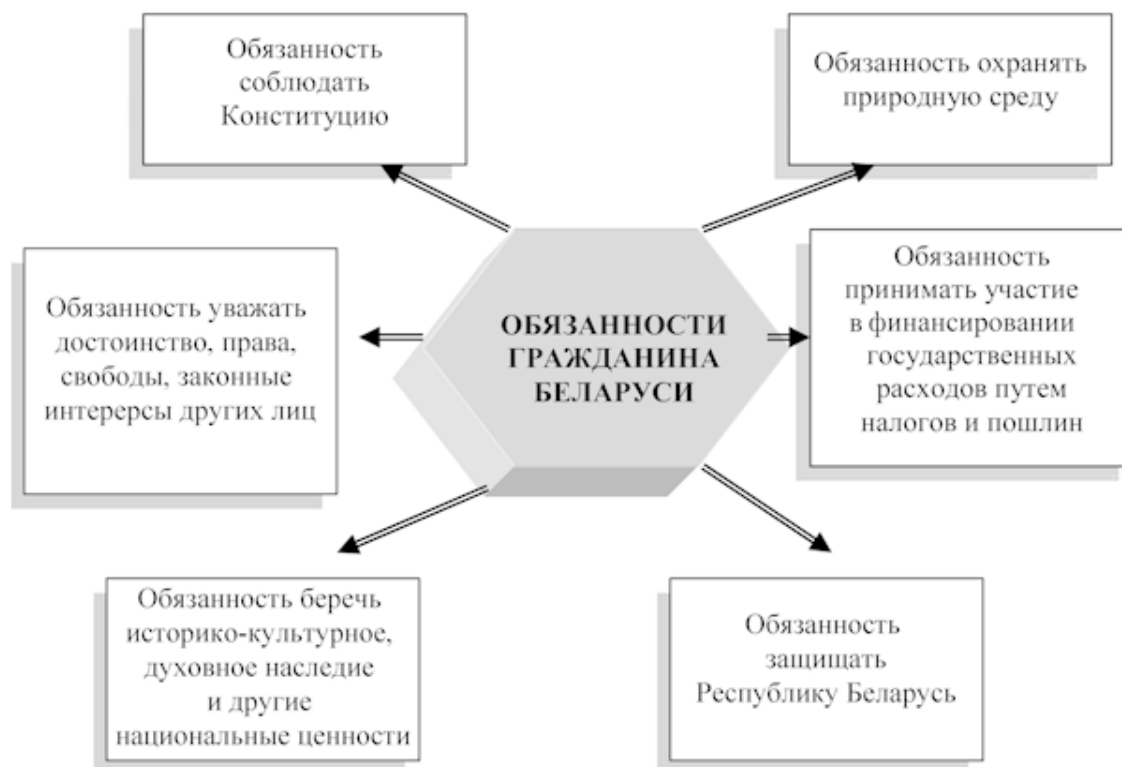 Обязанность
соблюдать
Конституцию
Обязанность охранять
природную среду
Обязанность уважать
достоинство, права,
свободы, законные
интерерсы других лиц
ОБЯЗАННОСТИ
ГРАЖДАНИНА
БЕЛАРУСИ
Обязанность
принимать участие
в финансировании
государственных
расходов путем
налогов и пошлин
Обязанность беречь
историко-культурное,
духовное наследие
и другие
национальные ценности
Обязанность
защищать
Республику Беларусь